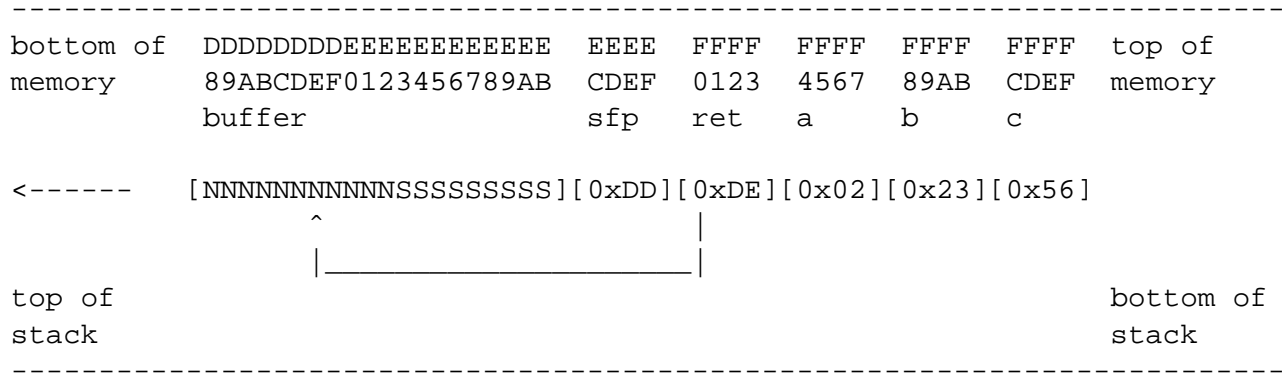 --------------------------------------------------------------------------
bottom of  DDDDDDDDEEEEEEEEEEEE  EEEE  FFFF  FFFF  FFFF  FFFF  top of
memory     89ABCDEF0123456789AB  CDEF  0123  4567  89AB  CDEF  memory
           buffer                sfp   ret   a     b     c
<------   [NNNNNNNNNNNSSSSSSSSS][0xDD][0xDE][0x02][0x23][0x56]
                 ^                     |
                 |_____________________|
top of                                                         bottom of
stack                                                          stack
--------------------------------------------------------------------------